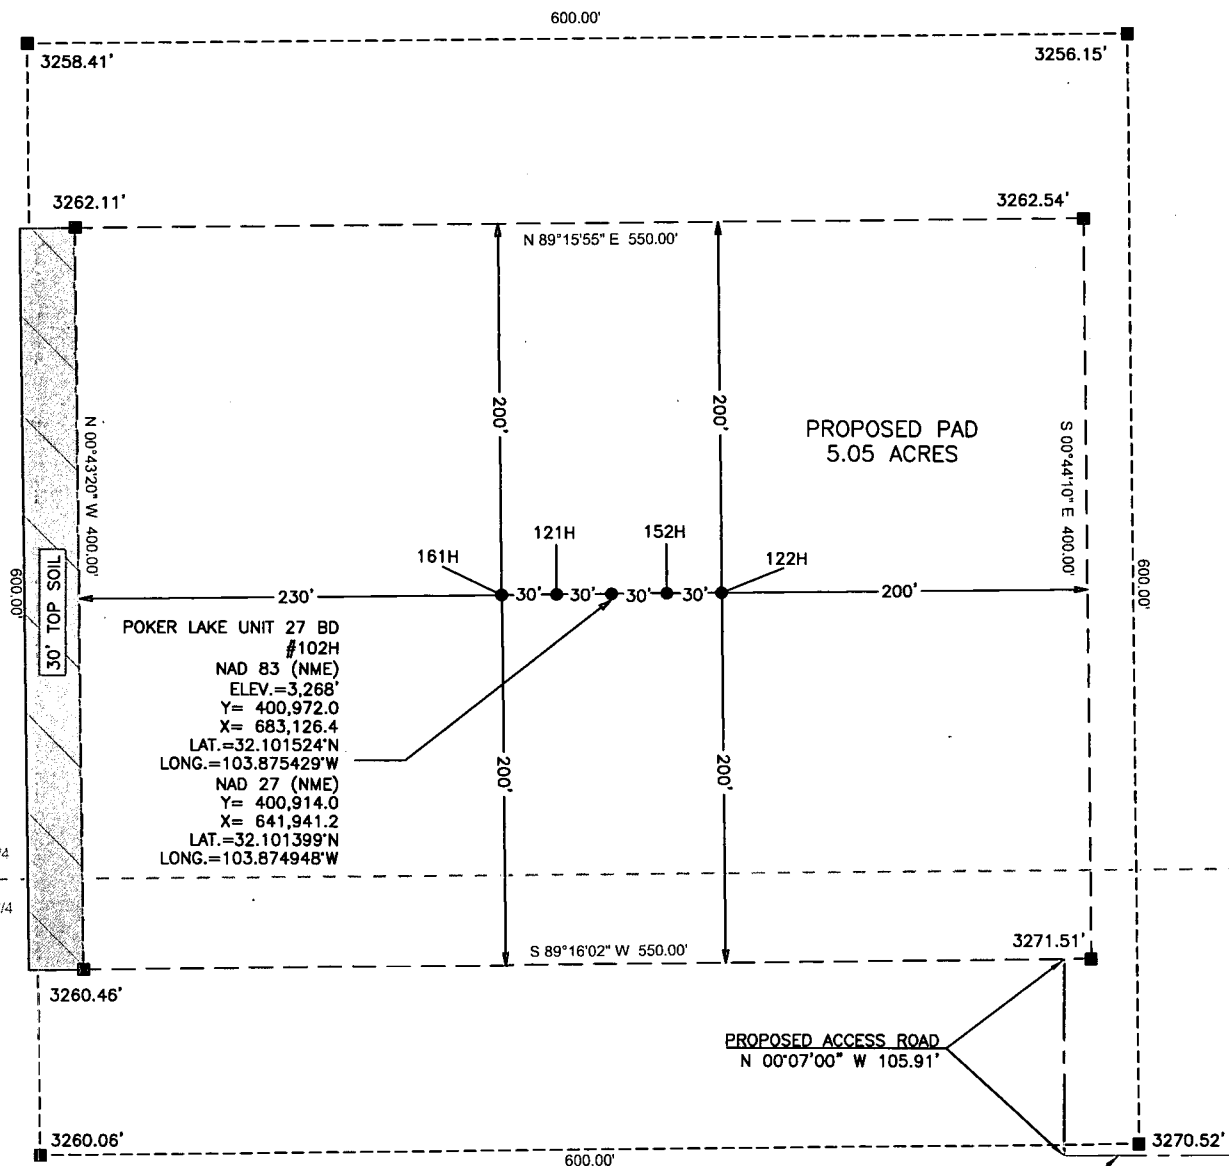 600.00'
3258.41'
3256.15'
3262.11'
3262.54'
N 89°15'55" E 550.00'
200'
200'
PROPOSED PAD
5.05 ACRES
N 00°43'20" W 400.00'
S 00°44'10" E 400.00'
161H
121H
152H
122H
600.00'
30' TOP SOIL
230'
30'
30'
30'
30'
200'
600.00'
POKER LAKE UNIT 27 BD
#102H
NAD 83 (NME)
ELEV.=3,268'
Y= 400,972.0
X= 683,126.4
LAT.=32.101524°N
LONG.=103.875429°W
NAD 27 (NME)
Y= 400,914.0
X= 641,941.2
LAT.=32.101399°N
LONG.=103.874948°W
200'
200'
/4
/4
S 89°16'02" W 550.00'
3271.51'
3260.46'
PROPOSED ACCESS ROAD
N 00°07'00" W 105.91'
3260.06'
600.00'
3270.52'